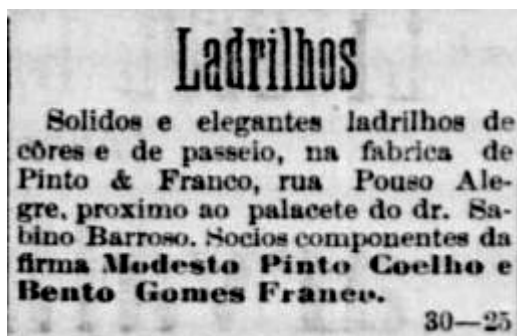 Ladrilhos
Solidos e elegantes ladrilhos de
côres e de passeio, na fabrica de
Pinto & Franco, rua Pouso Ale-
gre, proximo ao palacete do dr. Sa-
bino Barroso. Socios componentes da
firma Modesto Pinto Coelho e
Bento Gomes Franco.
30—25